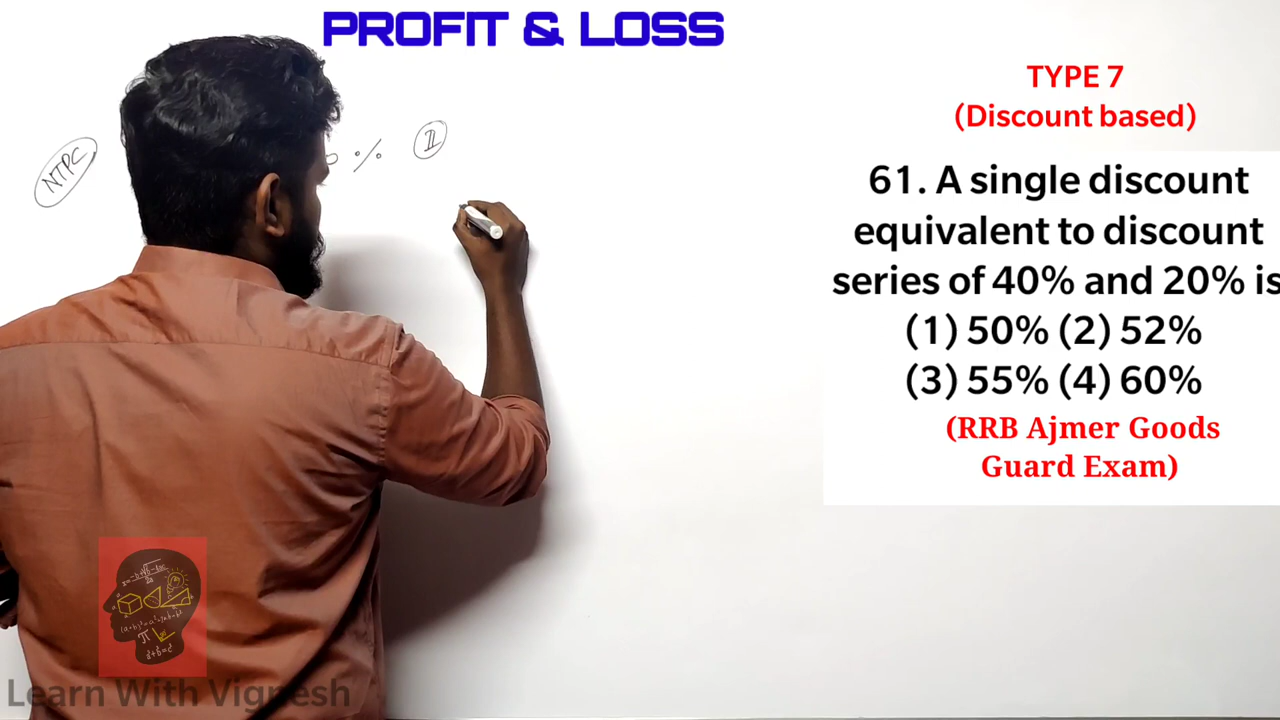 PROFIT & LOSS
TYPE 7
(Discount based)
61. A single discount
equivalent to discount
series of 40% and 20% is
(1) 50% (2) 52%
(3) 55% (4) 60%
(RRB Ajmer Goods
Guard Exam)
NTPC
% II
Learn With Vignesh